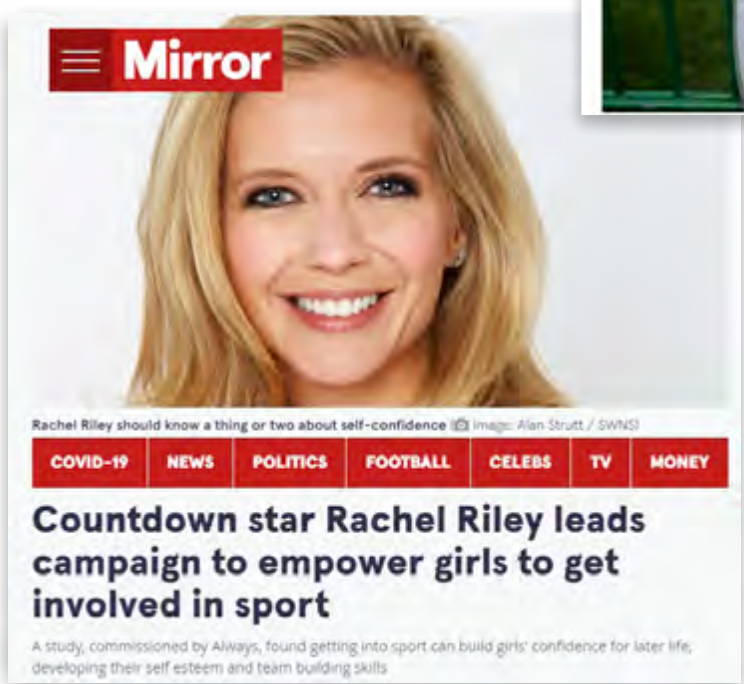 Mirror
Rachel Riley should know a thing or two about self-confidence Image: Alan Strutt / SWNS)
COVID-19 NEWS POLITICS FOOTBALL CELEBS TV MONEY
Countdown star Rachel Riley leads
campaign to empower girls to get
involved in sport
A study, commissioned by Always, found getting into sport can build girls' confidence for later life,
developing their self esteem and team building skills